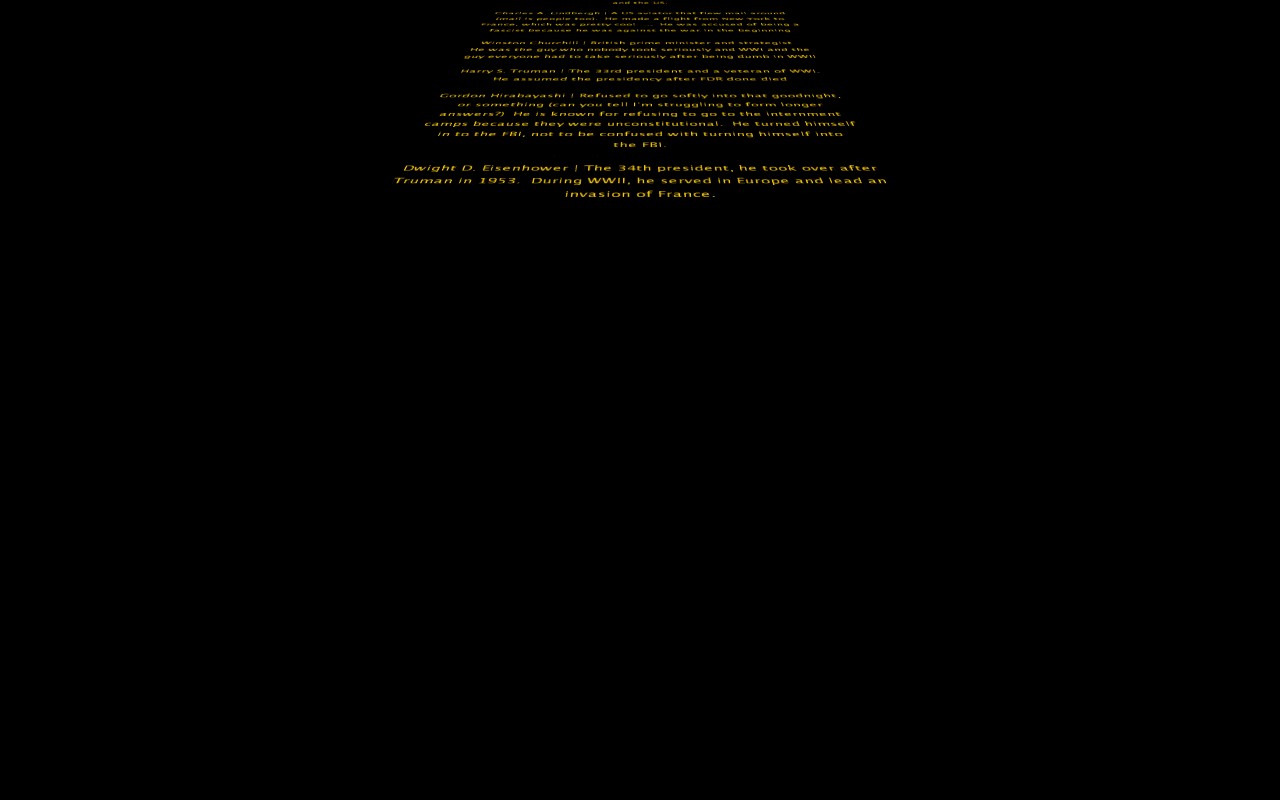 and the US.
Charles A. Lindbergh | A US aviator that flew mail around
(mail is people too). He made a flight from New York to
France, which was pretty cool ... He was accused of being a
fascist because he was against the war in the beginning
Winston Churchill | British prime minister and strategist
He was the guy who nobody took seriously and WWI and the
guy everyone had to take seriously after being dumb in WWII
Harry S. Truman | The 33rd president and a veteran of WWI.
He assumed the presidency after FDR done died
Gordon Hirabayashi | Refused to go softly into that goodnight,
or something (can you tell I'm struggling to form longer
answers?) He is known for refusing to go to the internment
camps because they were unconstitutional. He turned himself
in to the FBI, not to be confused with turning himself into
the FBI.
Dwight D. Eisenhower | The 34th president, he took over after
Truman in 1953. During WWII, he served in Europe and lead an
invasion of France.